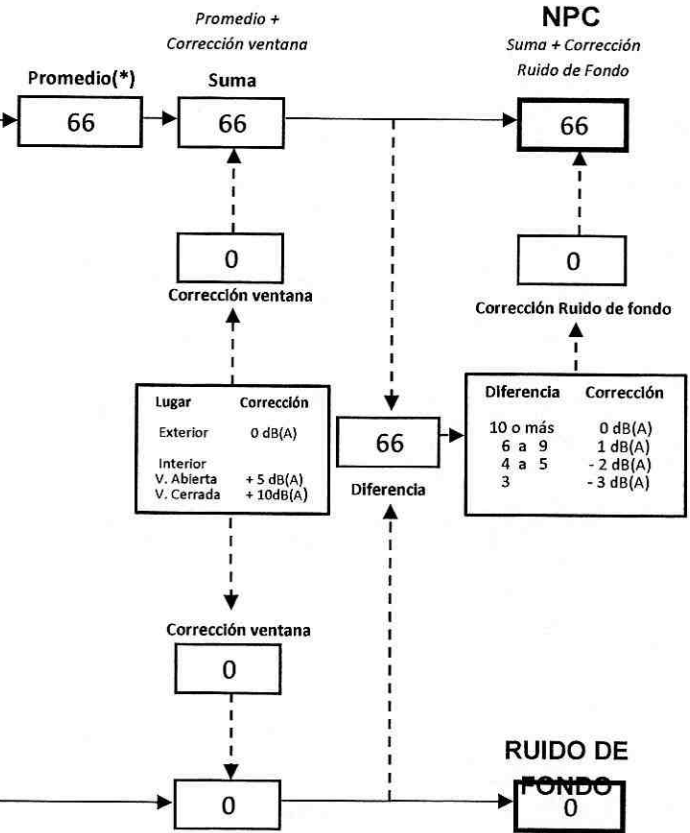 Promedio +
Corrección ventana
NPC
Suma + Corrección
Ruido de Fondo
Promedio(*)
Suma
66
66
66
0
0
Corrección ventana
Corrección Ruido de fondo
Lugar Corrección
Exterior 0 dB(A)
Interior
V. Abierta + 5 dB(A)
V. Cerrada + 10dB(A)
66
Diferencia
Diferencia Corrección
10 o más 0 dB(A)
6 a 9 1 dB(A)
4 a 5 - 2 dB(A)
3 - 3 dB(A)
Corrección ventana
0
RUIDO DE
FONDO
0
0